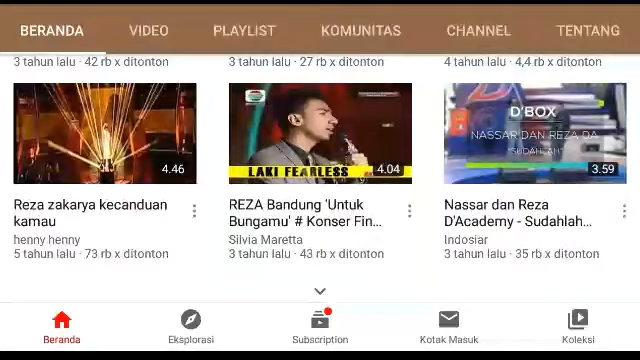 BERANDA VIDEO PLAYLIST KOMUNITAS CHANNEL TENTANG
3 tahun lalu · 42 rb x ditonton
3 tahun lalu · 27 rb x ditonton
4 tahun lalu · 4,4 rb x ditonton
4.46
LAKI FEARLESS
4.04
D'BOX
NASSAR DAN REZA DA
"SUDAHLAH"
3.59
Reza zakarya kecanduan
kamau
henny henny
5 tahun lalu · 73 rb x ditonton
REZA Bandung 'Untuk
Bungamu' # Konser Fin...
Silvia Maretta
3 tahun lalu · 43 rb x ditonton
Nassar dan Reza
D'Academy - Sudahlah...
Indosiar
3 tahun lalu · 35 rb x ditonton
Beranda Eksplorasi Subscription Kotak Masuk Koleksi